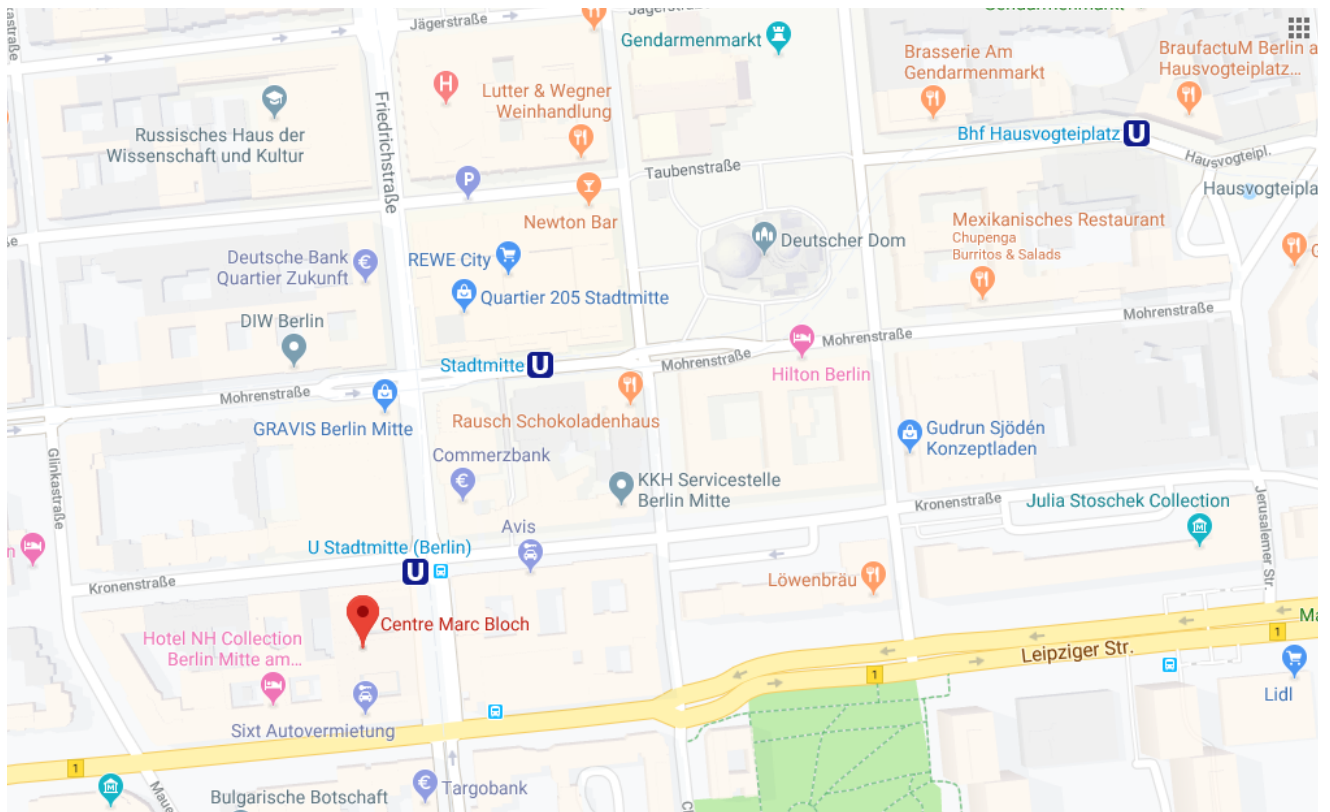 Jägerstraße
Jägerstraße
Gendarmenmarkt
Gendarmenmarkt
Brasserie Am
Gendarmenmarkt
BraufactuM Berlin a
Hausvogteiplatz...
H
Lutter & Wegner
Weinhandlung
Friedrichstraße
Russisches Haus der
Wissenschaft und Kultur
Bhf Hausvogteiplatz U
Hausvogteipl.
Taubenstraße
P
Hausvogteipla
Newton Bar
Mexikanisches Restaurant
Chupenga
Burritos & Salads
Deutscher Dom
Deutsche Bank
Quartier Zukunft
€
REWE City
Quartier 205 Stadtmitte
DIW Berlin
Mohrenstraße
Mohrenstraße
Mohrenstraße
Stadtmitte U
Hilton Berlin
Mohrenstraße
Rausch Schokoladenhaus
GRAVIS Berlin Mitte
Gudrun Sjödén
Konzeptladen
Glinkastraße
Commerzbank
€
KKH Servicestelle
Berlin Mitte
Kronenstraße
Julia Stoschek Collection
Jerusalemer Str.
Avis
U Stadtmitte (Berlin)
U
Löwenbräu
Kronenstraße
Centre Marc Bloch
Hotel NH Collection
Berlin Mitte am...
Leipziger Str.
1
1
Lidl
Sixt Autovermietung
1
Targobank
€
Bulgarische Botschaft
Maue